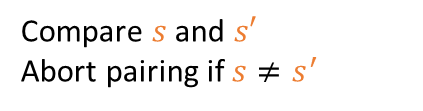 Compare s and s′
Abort pairing if s ≠ s′